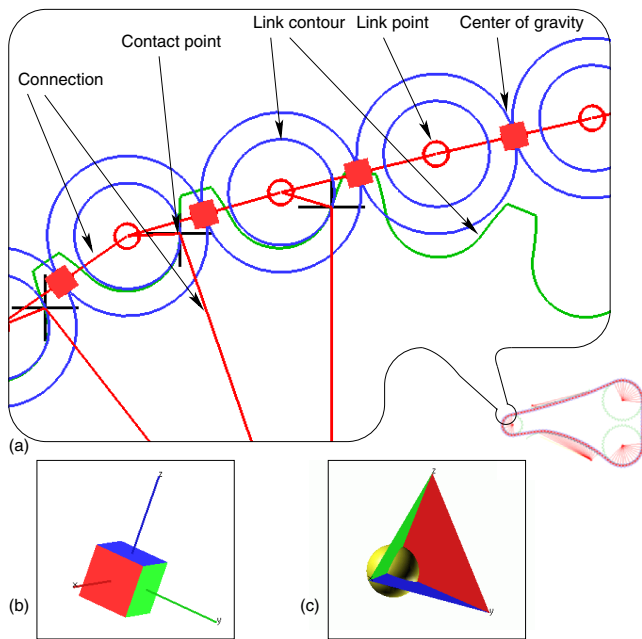 Link contour
Link point
Center of gravity
Contact point
Connection
(a)
z
x
y
(b)
z
y
(c)